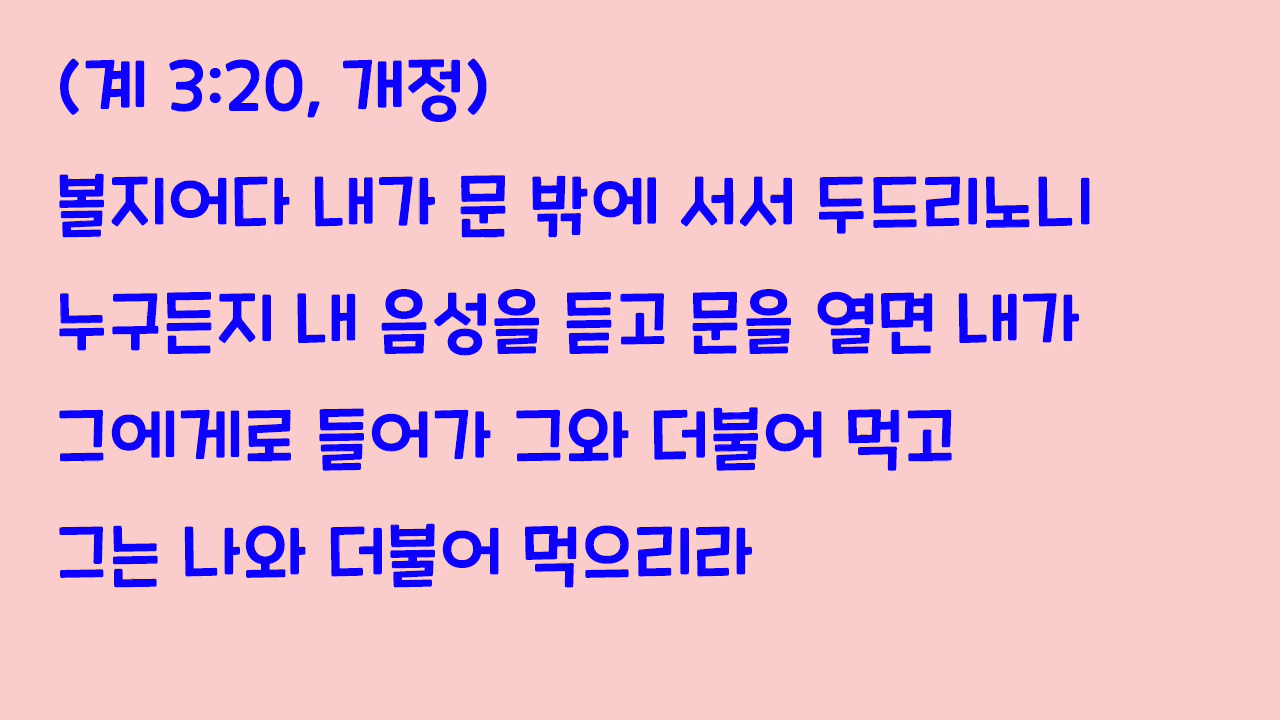 (계 3:20, 개정)
볼지어다 내가 문 밖에 서서 두드리노니
누구든지 내 음성을 듣고 문을 열면 내가
그에게로 들어가 그와 더불어 먹고
그는 나와 더불어 먹으리라